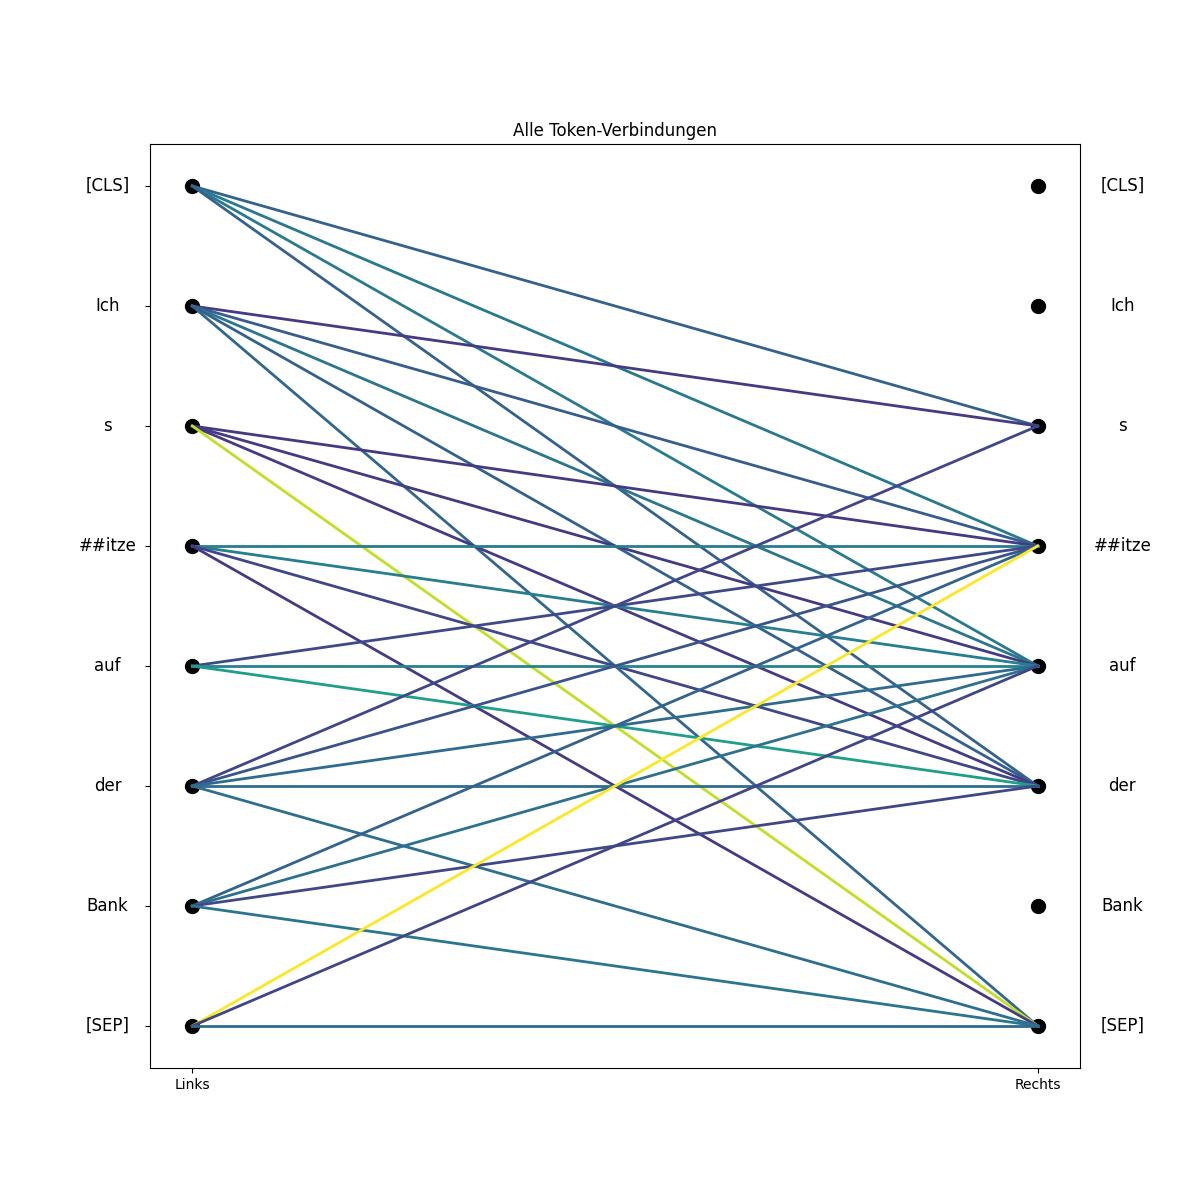 Alle Token-Verbindungen
[CLS] [CLS]
Ich Ich
s s
##itze ##itze
auf auf
der der
Bank Bank
[SEP] [SEP]
Links Rechts